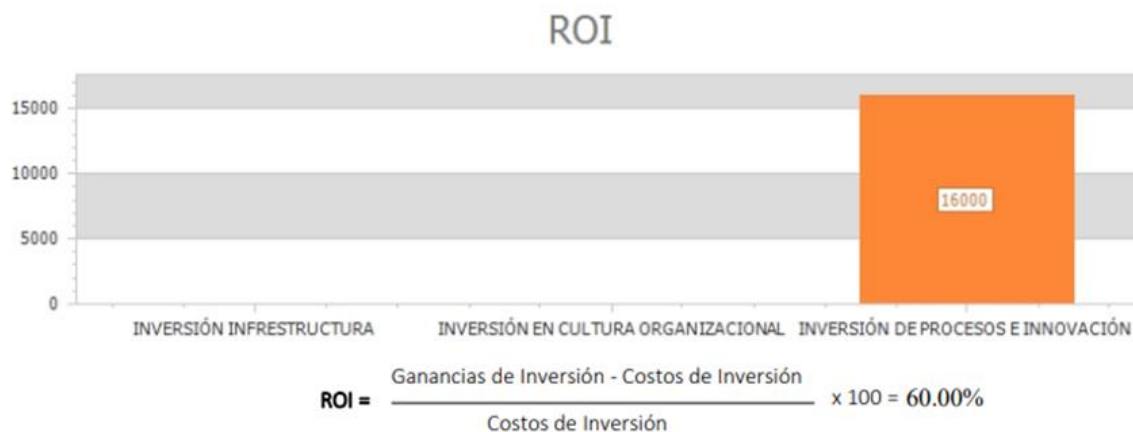 ROI
15000
10000
5000
0
16000
INVERSIÓN INFRESTRUCTURA
INVERSIÓN EN CULTURA ORGANIZACIONAL
INVERSIÓN DE PROCESOS E INNOVACIÓN
Ganancias de Inversión - Costos de Inversión
ROI = x 100 = 60.00%
Costos de Inversión